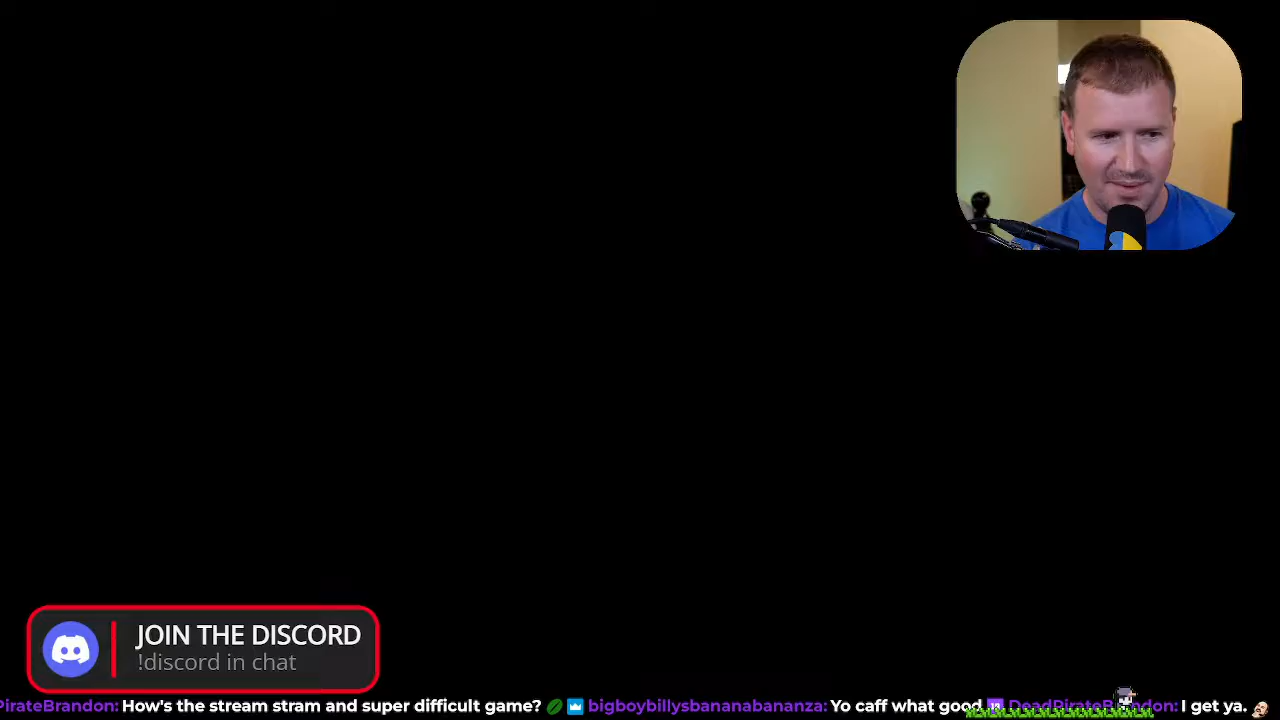 JOIN THE DISCORD
!discord in chat
PirateBrandon: How's the stream stram and super difficult game? bigboybillysbananabananza: Yo caff what good DeadPirateBrandon: I get ya.